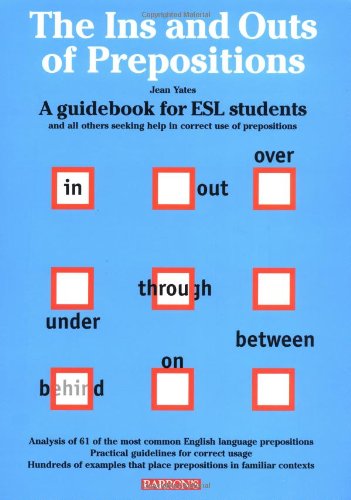 The Ins and Outs
of Prepositions
Jean Yates
A guidebook for ESL students
and all others seeking help in correct use of prepositions
over
in
out
through
under
between
on
behind
Analysis of 61 of the most common English language prepositions
Practical guidelines for correct usage
Hundreds of examples that place prepositions in familiar contexts
BARRON'S